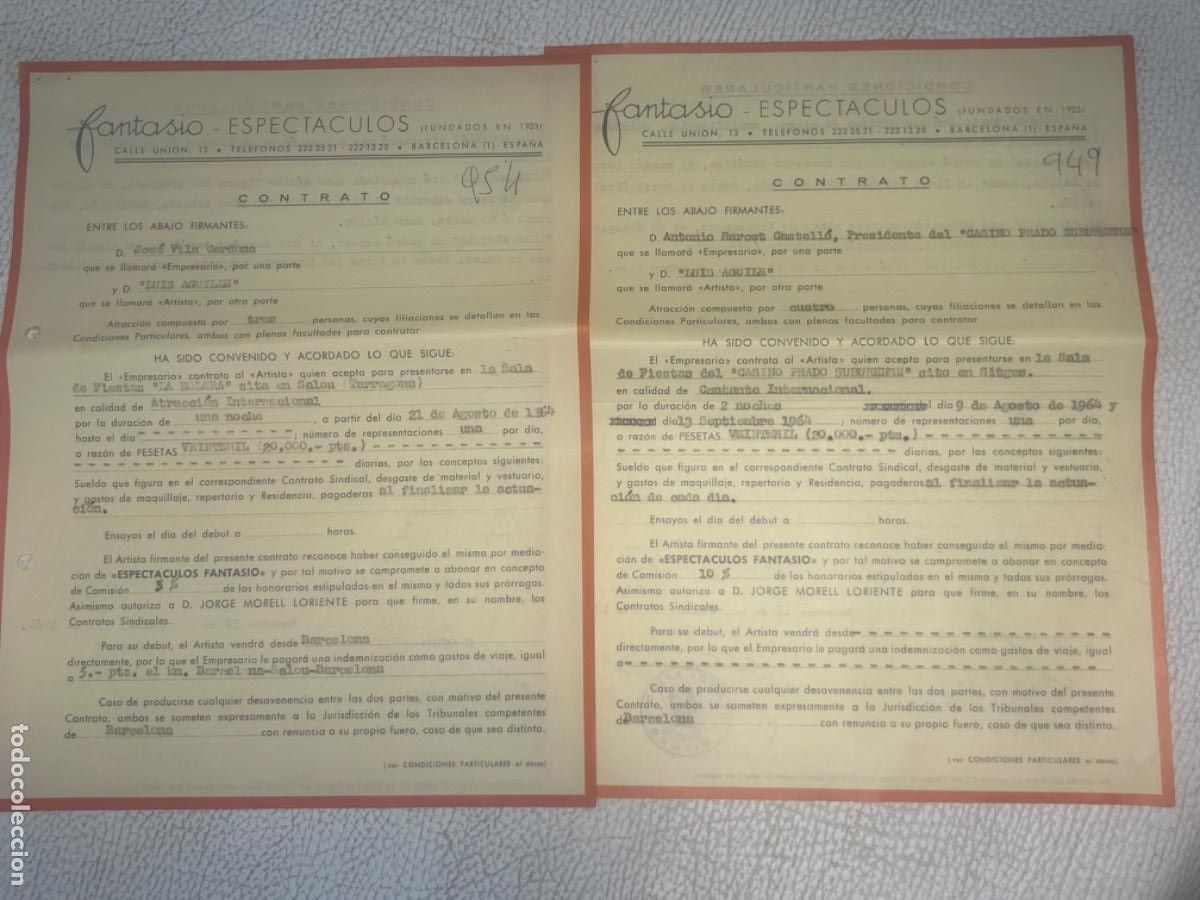 fantasio - ESPECTACULOS (FUNDADOS EN 1923)
CALLE UNION, 13 • TELEFONOS 222 35 21 - 222 13 20 • BARCELONA (1) - ESPAÑA
954
CONTRATO
ENTRE LOS ABAJO FIRMANTES:
D. José Vila Cardona
que se llamará «Empresario», por una parte
y D. "LUIS AGUILE"
que se llamará «Artista», por otra parte
Atracción compuesta por tres personas, cuyas filiaciones se detallan en las
Condiciones Particulares, ambos con plenas facultades para contratar
HA SIDO CONVENIDO Y ACORDADO LO QUE SIGUE:
El «Empresario» contrata al «Artista» quien acepta para presentarse en la Sala
de Fiestas "LA BOLERA" sita en Salou (Tarragona)
en calidad de Atracción Internacional
por la duración de una noche, a partir del día 21 de Agosto de 1964
hasta el día - - - - - - - - - - -; número de representaciones una por día,
a razón de PESETAS VEINTEMIL (20,000.- pts.) - - - - - - - - - - - -
- - - - - - - - - - - - - - - - - - - diarias, por los conceptos siguientes:
Sueldo que figura en el correspondiente Contrato Sindical, desgaste de material y vestuario,
y gastos de maquillaje, repertorio y Residencia, pagaderas al finalizar la actua-
ción.
Ensayos el día del debut a horas.
El Artista firmante del presente contrato reconoce haber conseguido el mismo por media-
ción de «ESPECTACULOS FANTASIO» y por tal motivo se compromete a abonar en concepto
de Comisión 5 % de los honorarios estipulados en el mismo y todas sus prórrogas.
Asimismo autoriza a D. JORGE MORELL LORIENTE para que firme, en su nombre, los
Contratos Sindicales.
Para su debut, el Artista vendrá desde Barcelona
directamente, por lo que el Empresario le pagará una indemnización como gastos de viaje, igual
a 5.- pts. el km. Barcel na-Salou-Barcelona
Caso de producirse cualquier desavenencia entre las dos partes, con motivo del presente
Contrato, ambos se someten expresamente a la Jurisdicción de los Tribunales competentes
de Barcelona con renuncia a su propio fuero, caso de que sea distinto.
(ver CONDICIONES PARTICULARES al dorso)
fantasio - ESPECTACULOS (FUNDADOS EN 1923)
CALLE UNION, 13 • TELEFONOS 222 35 21 - 222 13 20 • BARCELONA (1) - ESPAÑA
949
CONTRATO
ENTRE LOS ABAJO FIRMANTES:
D. Antonio Marcet Castelló, Presidente del "CASINO PRADO SUBURENSE"
que se llamará «Empresario», por una parte
y D. "LUIS AGUILE"
que se llamará «Artista», por otra parte
Atracción compuesta por cuatro personas, cuyas filiaciones se detallan en las
Condiciones Particulares, ambos con plenas facultades para contratar
HA SIDO CONVENIDO Y ACORDADO LO QUE SIGUE:
El «Empresario» contrata al «Artista» quien acepta para presentarse en la Sala
de Fiestas del "CASINO PRADO SUBURENSE" sito en Sitges.
en calidad de Cantante Internacional.
por la duración de 2 noches el día 9 de Agosto de 1964 y
día 13 Septiembre 1964; número de representaciones una por día,
a razón de PESETAS VEINTEMIL (20,000.- pts.) - - - - - - - - - - - -
- - - - - - - - - - - - - - - - - - - diarias, por los conceptos siguientes:
Sueldo que figura en el correspondiente Contrato Sindical, desgaste de material y vestuario,
y gastos de maquillaje, repertorio y Residencia, pagaderas al finalizar la actua-
ción de cada dia.
Ensayos el día del debut a horas.
El Artista firmante del presente contrato reconoce haber conseguido el mismo por media-
ción de «ESPECTACULOS FANTASIO» y por tal motivo se compromete a abonar en concepto
de Comisión 10 % de los honorarios estipulados en el mismo y todas sus prórrogas.
Asimismo autoriza a D. JORGE MORELL LORIENTE para que firme, en su nombre, los
Contratos Sindicales.
Para su debut, el Artista vendrá desde - - - - - - - - - - - - - - - -
directamente, por lo que el Empresario le pagará una indemnización como gastos de viaje, igual
a - - - - - - - - - - - - - - - - - - - - - - - - - - - -
Caso de producirse cualquier desavenencia entre las dos partes, con motivo del presente
Contrato, ambos se someten expresamente a la Jurisdicción de los Tribunales competentes
de Barcelona con renuncia a su propio fuero, caso de que sea distinto.
(ver CONDICIONES PARTICULARES al dorso)
todocoleccion